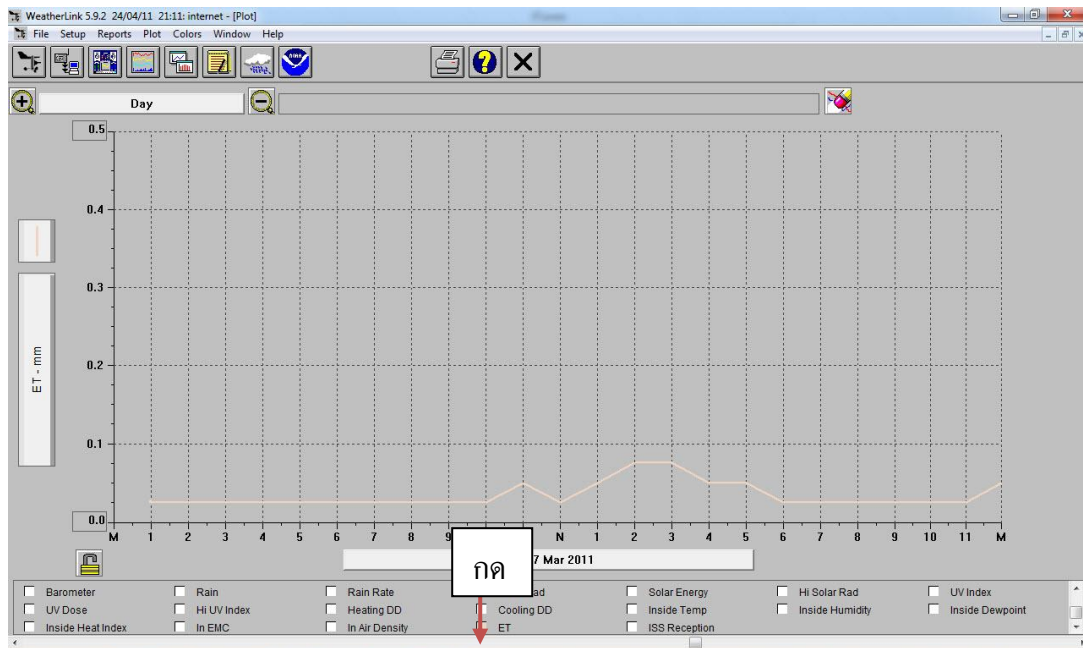 WeatherLink 5.9.2 24/04/11 21:11: internet - [Plot]
File Setup Reports Plot Colors Window Help
Day
0.5
0.4
0.3
0.2
0.1
0.0
ET - mm
M 1 2 3 4 5 6 7 8 9 N 1 2 3 4 5 6 7 8 9 10 11 M
กด
7 Mar 2011
Barometer Rain Rain Rate ad Solar Energy Hi Solar Rad UV Index
UV Dose Hi UV Index Heating DD Cooling DD Inside Temp Inside Humidity Inside Dewpoint
Inside Heat Index In EMC In Air Density ET ISS Reception